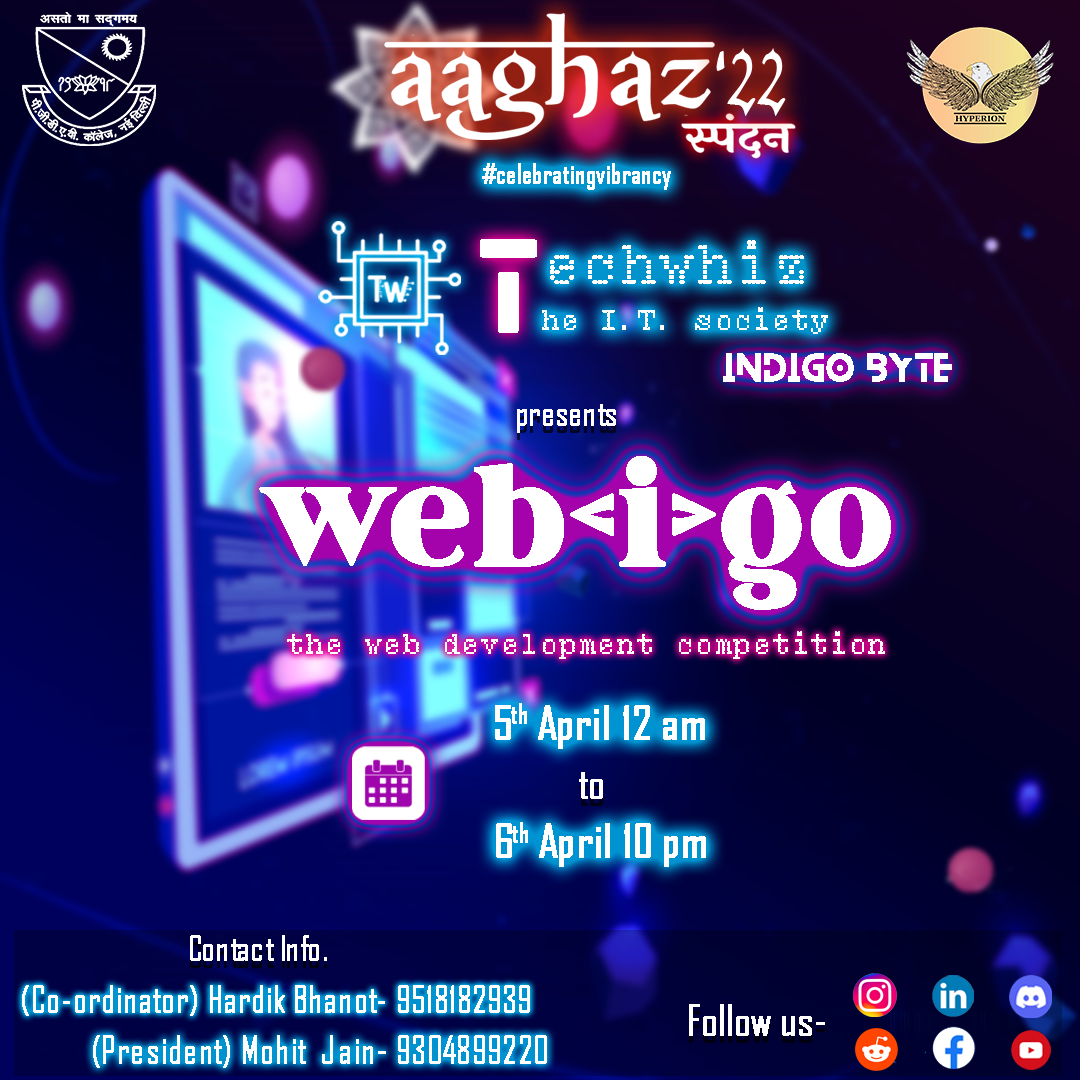 असतो मा सद्गमय
पी.जी.डी.ए.वी. कॉलेज, नई दिल्ली
aaghaz'22
स्पंदन
HYPERION
#celebratingvibrancy
TW
Techwhiz
The I.T. society
INDIGO BYTE
presents
web<i>go
the web development competition
5th April 12 am
to
6th April 10 pm
Contact Info.
(Co-ordinator) Hardik Bhanot- 9518182939
(President) Mohit Jain- 9304899220
Follow us-
in